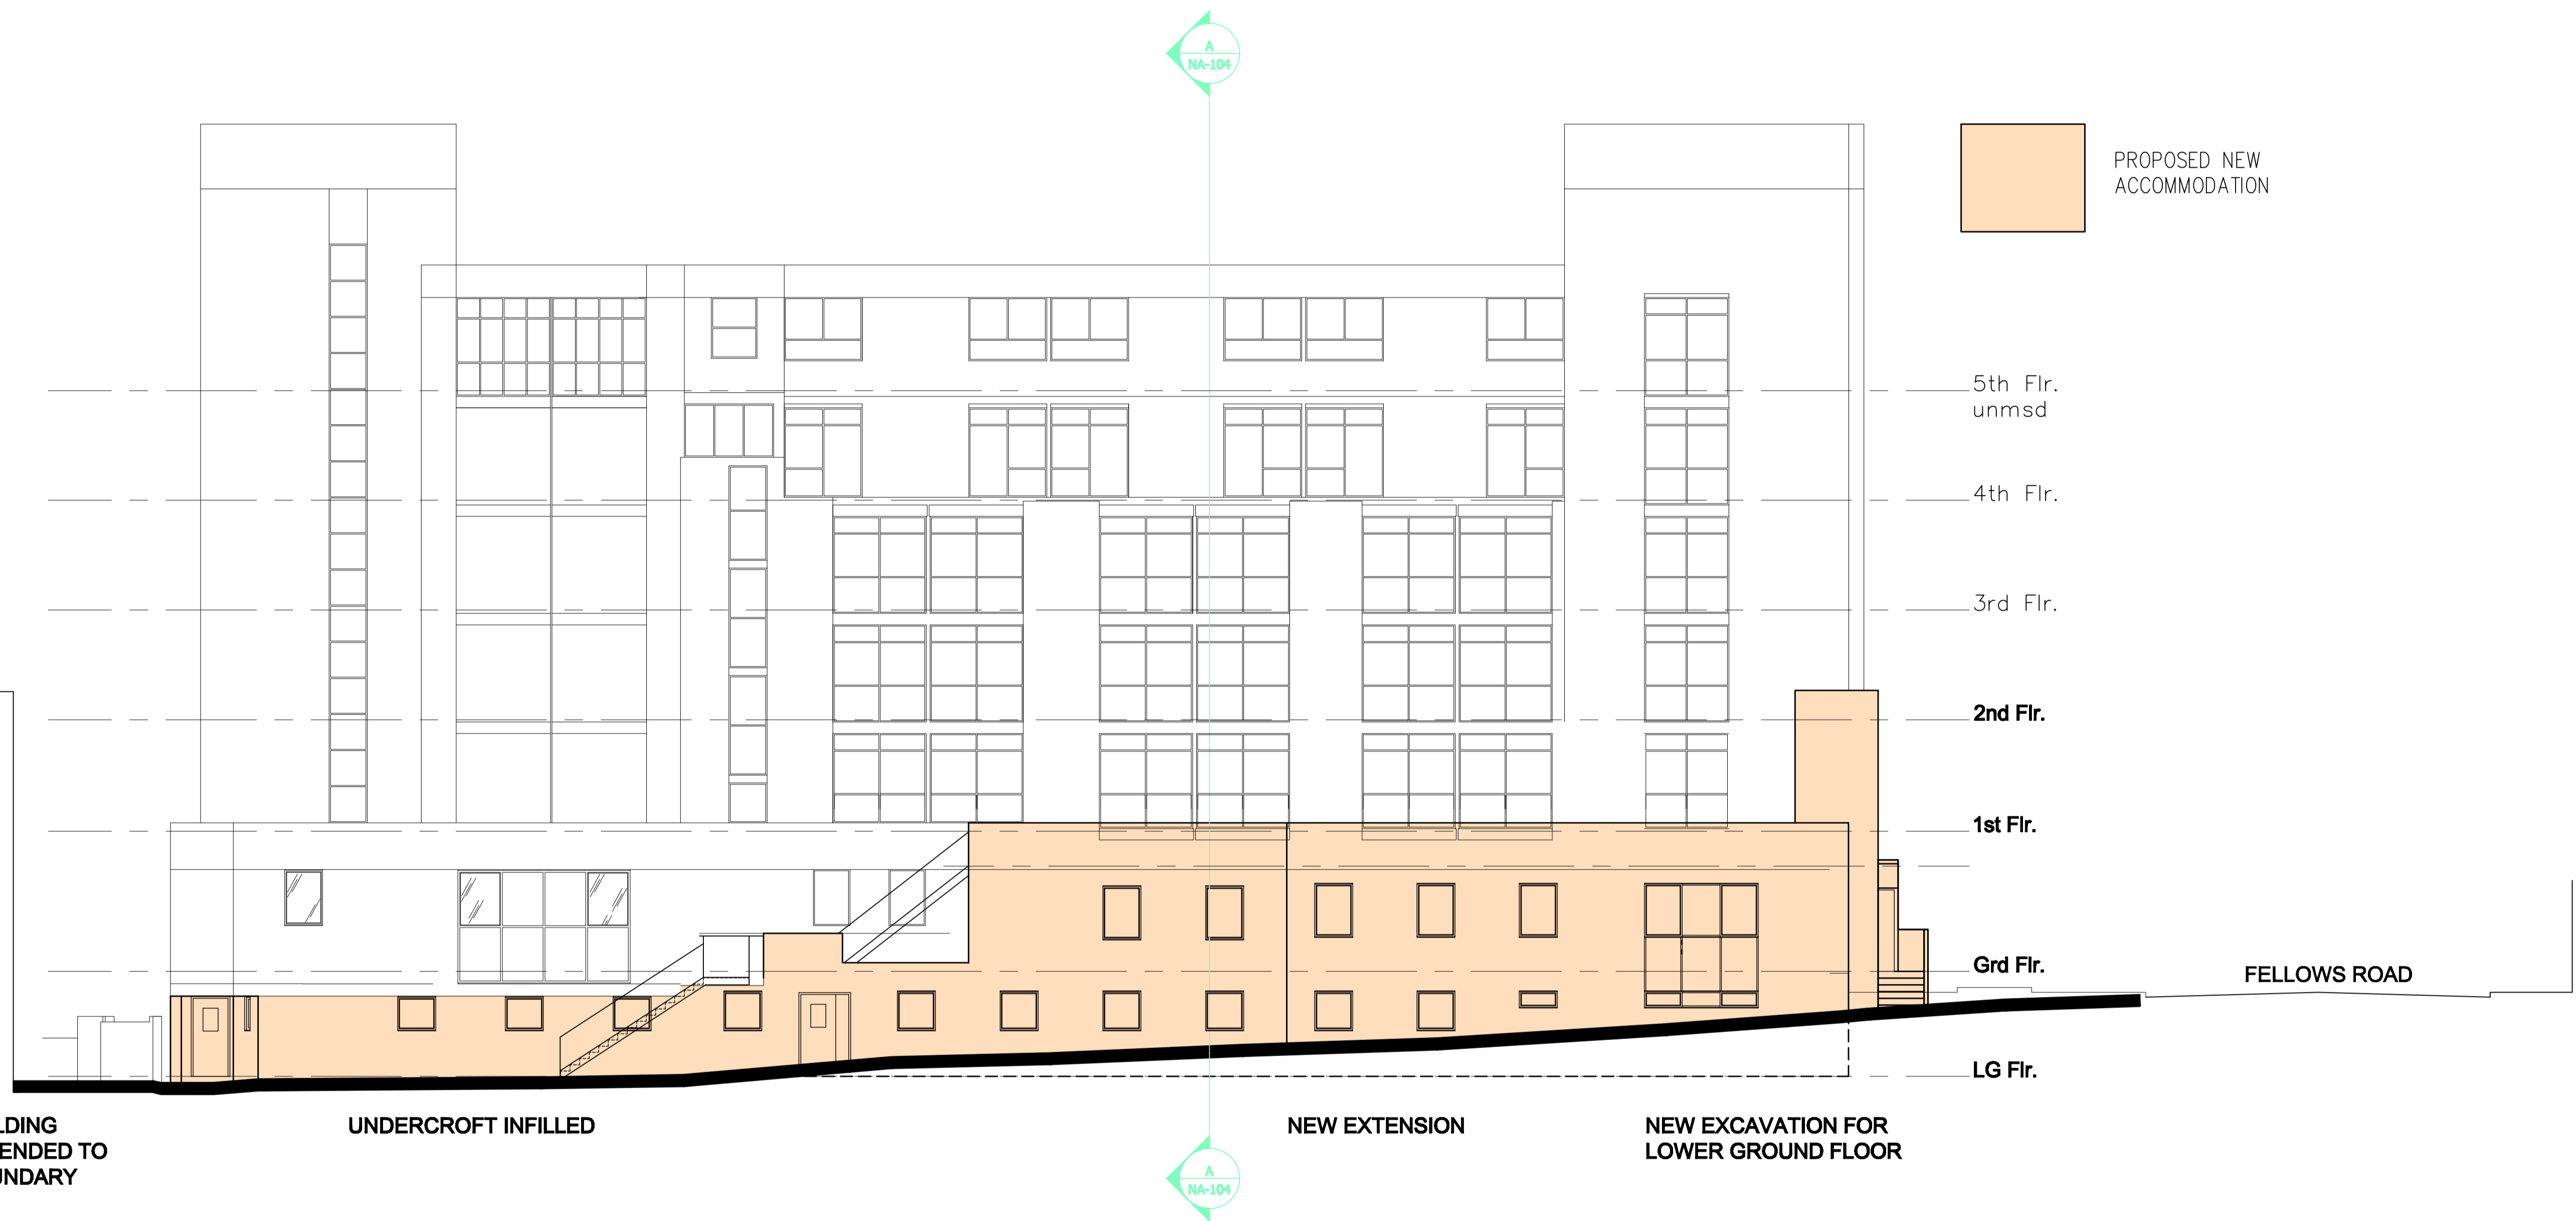 A
NA-104
PROPOSED NEW
ACCOMMODATION
5th Flr.
unmsd
4th Flr.
3rd Flr.
2nd Flr.
1st Flr.
Grd Flr.
FELLOWS ROAD
LG Flr.
LDING
ENDED TO
UNDARY
UNDERCROFT INFILLED
NEW EXTENSION
NEW EXCAVATION FOR
LOWER GROUND FLOOR
A
NA-104